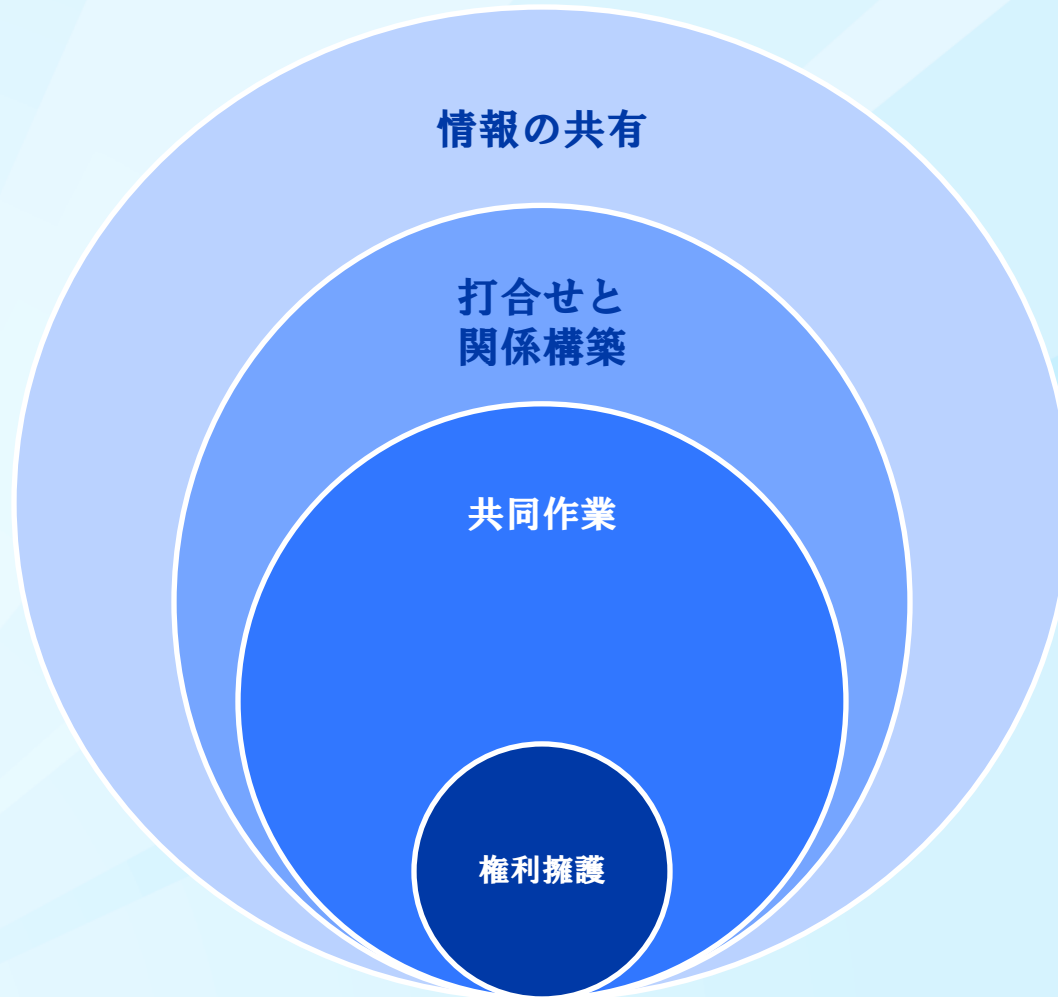 情報の共有
打合せと
関係構築
共同作業
権利擁護